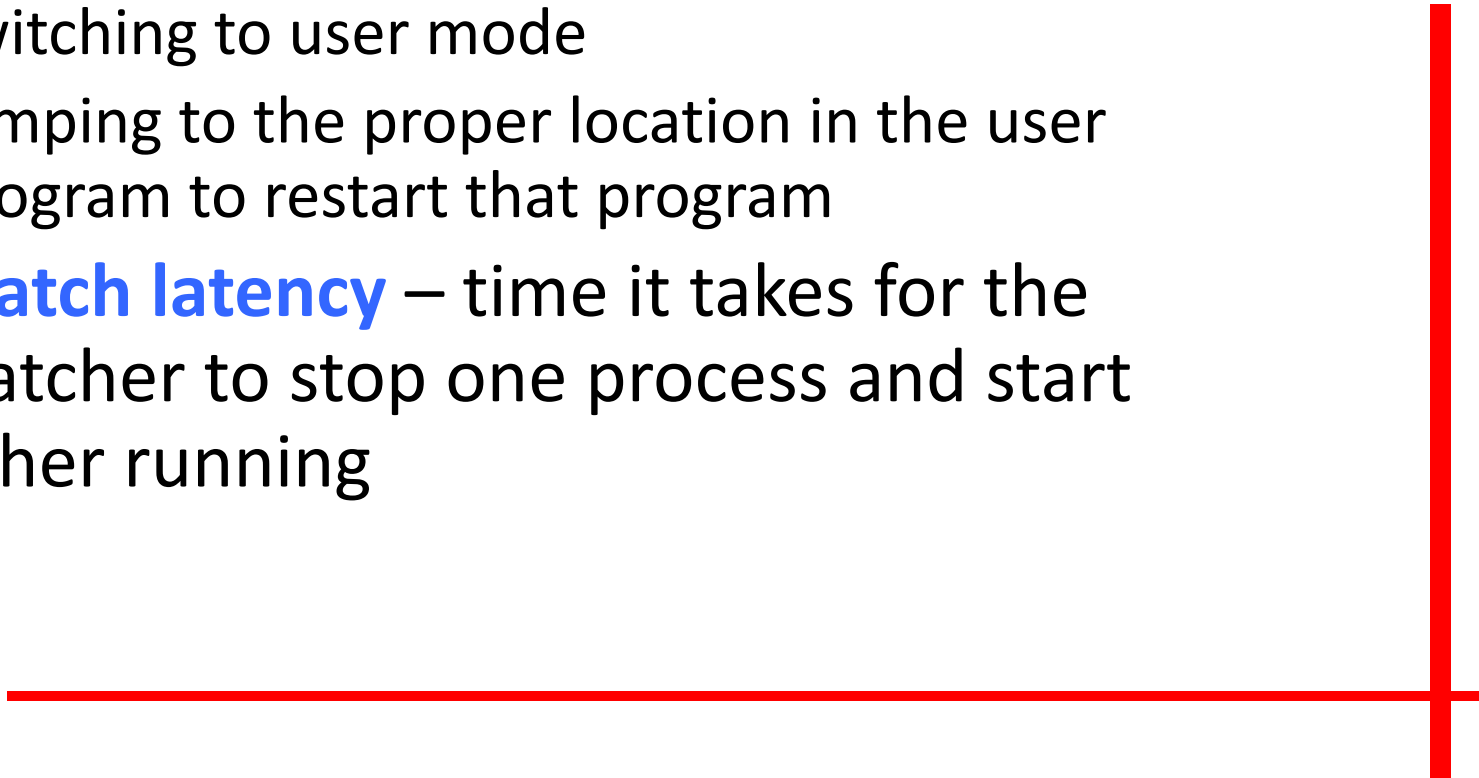 itching to user mode
mping to the proper location in the user
ogram to restart that program
atch latency – time it takes for the
atcher to stop one process and start
her running